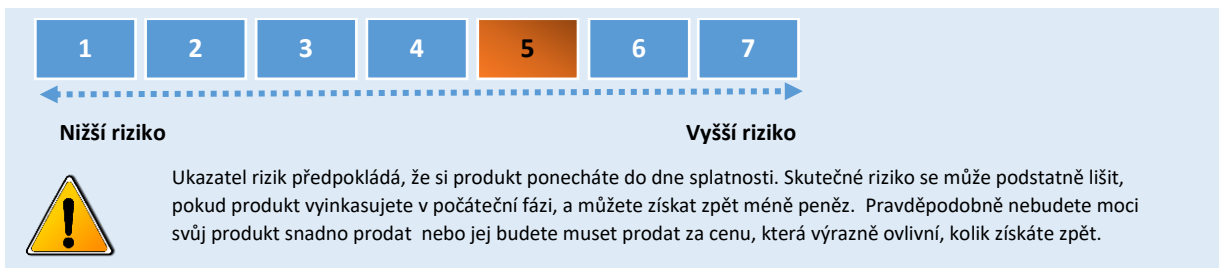 1 2 3 4 5 6 7
Nižší riziko Vyšší riziko
Ukazatel rizik předpokládá, že si produkt ponecháte do dne splatnosti. Skutečné riziko se může podstatně lišit,
pokud produkt vyinkasujete v počáteční fázi, a můžete získat zpět méně peněz. Pravděpodobně nebudete moci
svůj produkt snadno prodat nebo jej budete muset prodat za cenu, která výrazně ovlivní, kolik získáte zpět.